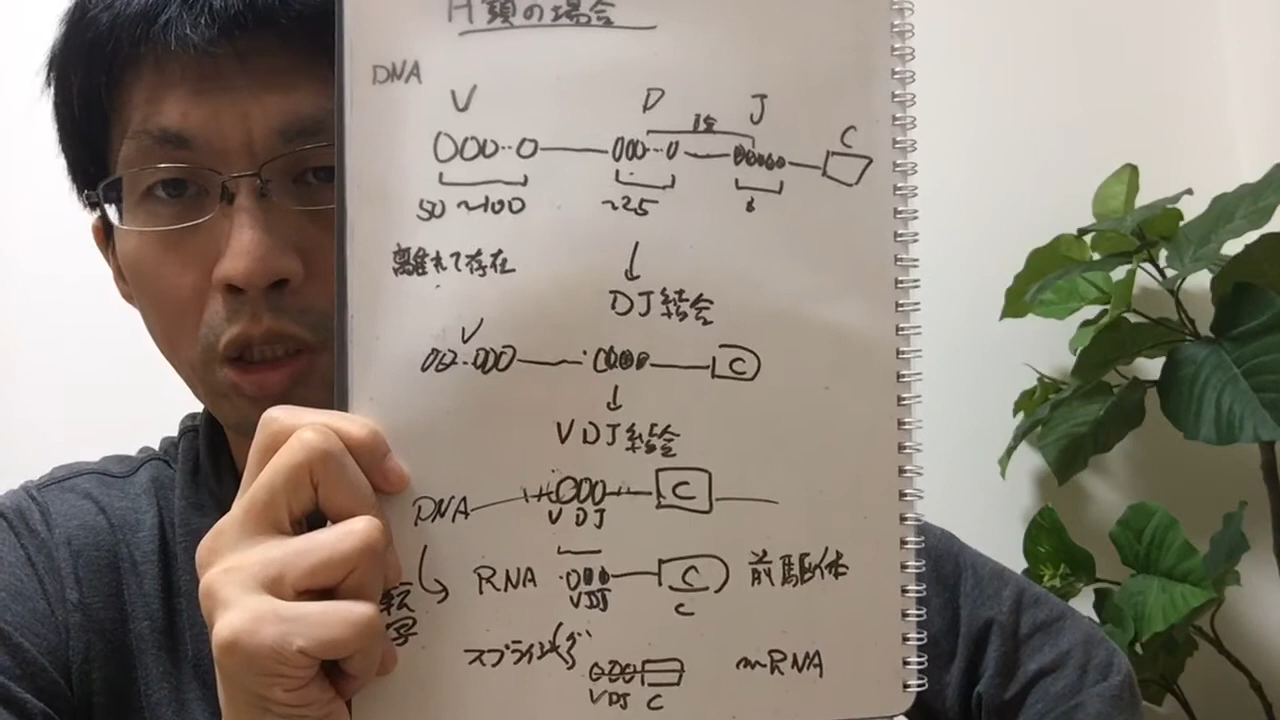 H鎖の場合
DNA
V D J C
50~100 ~25
離れて存在
DJ結合
V
C
VDJ結合
DNA C
V DJ
転写 RNA C 前駆体
VDJ C
スプライシング mRNA
VDJ C